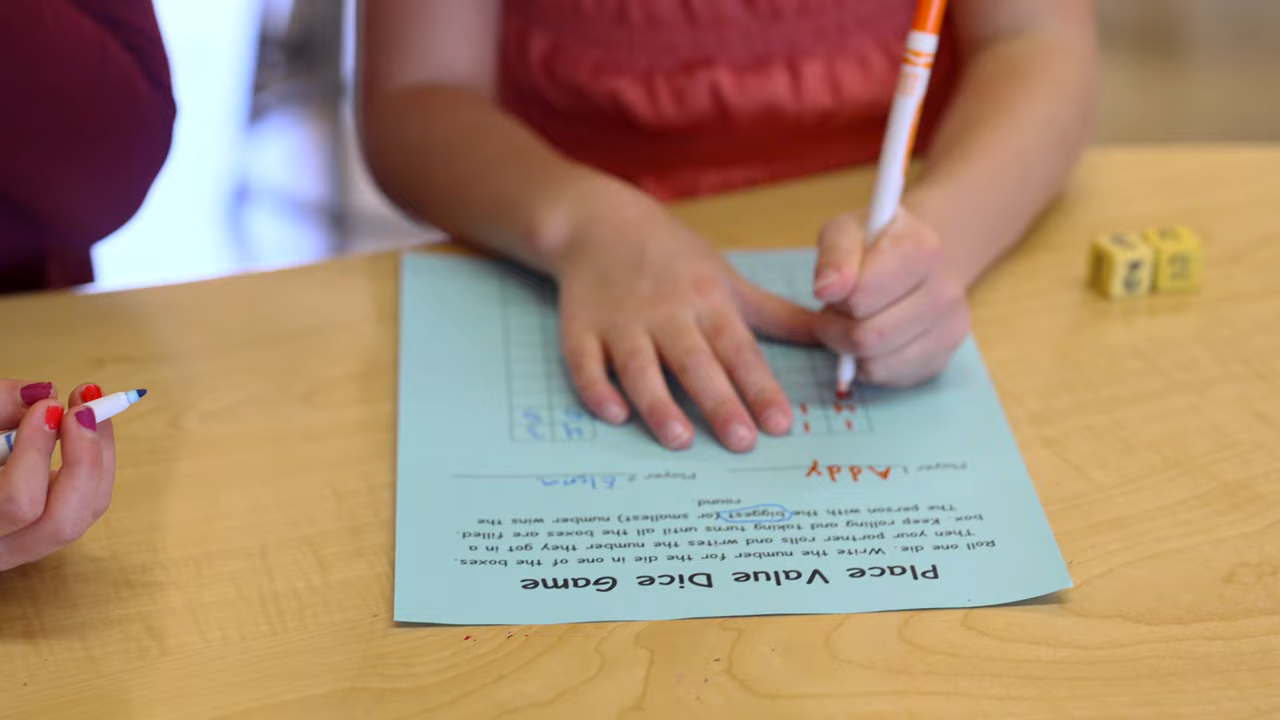 Place Value Dice Game
Roll one die. Write the number for the die in one of the boxes.
Then your partner rolls and writes the number they got in a
box. Keep rolling and taking turns until all the boxes are filled.
The person with the biggest (or smallest) number wins the
round.
Player 1 Addy Player 2